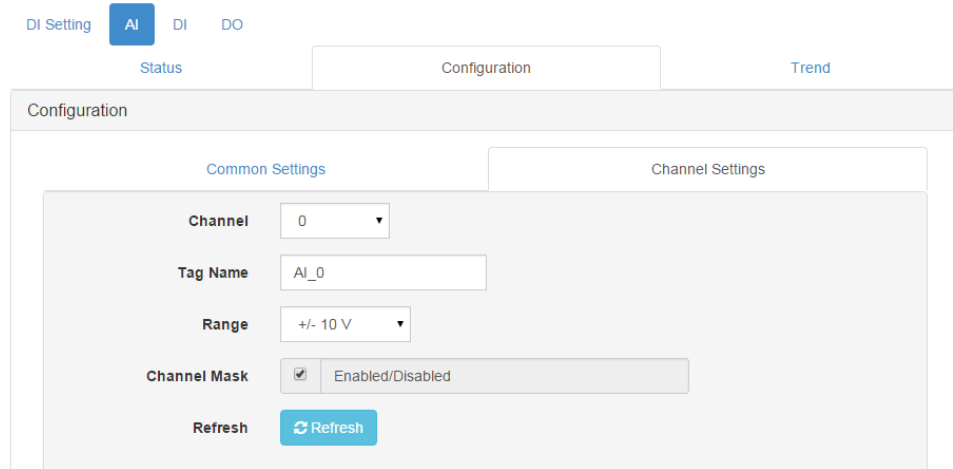 DI Setting AI DI DO
Status Configuration Trend
Configuration
Common Settings Channel Settings
Channel 0
Tag Name AI_0
Range +/- 10 V
Channel Mask Enabled/Disabled
Refresh Refresh